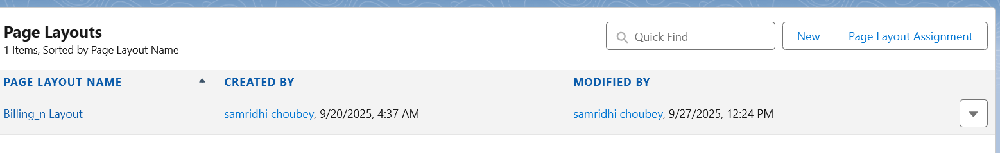 Page Layouts
1 Items, Sorted by Page Layout Name
Quick Find
New
Page Layout Assignment
PAGE LAYOUT NAME CREATED BY MODIFIED BY
Billing_n Layout samridhi choubey, 9/20/2025, 4:37 AM samridhi choubey, 9/27/2025, 12:24 PM